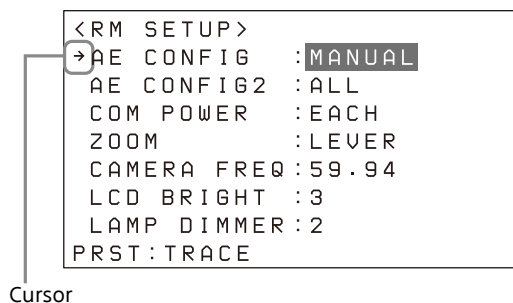 <RM SETUP>
→AE CONFIG :MANUAL
AE CONFIG2 :ALL
COM POWER :EACH
ZOOM :LEVER
CAMERA FREQ:59.94
LCD BRIGHT :3
LAMP DIMMER:2
PRST:TRACE
Cursor